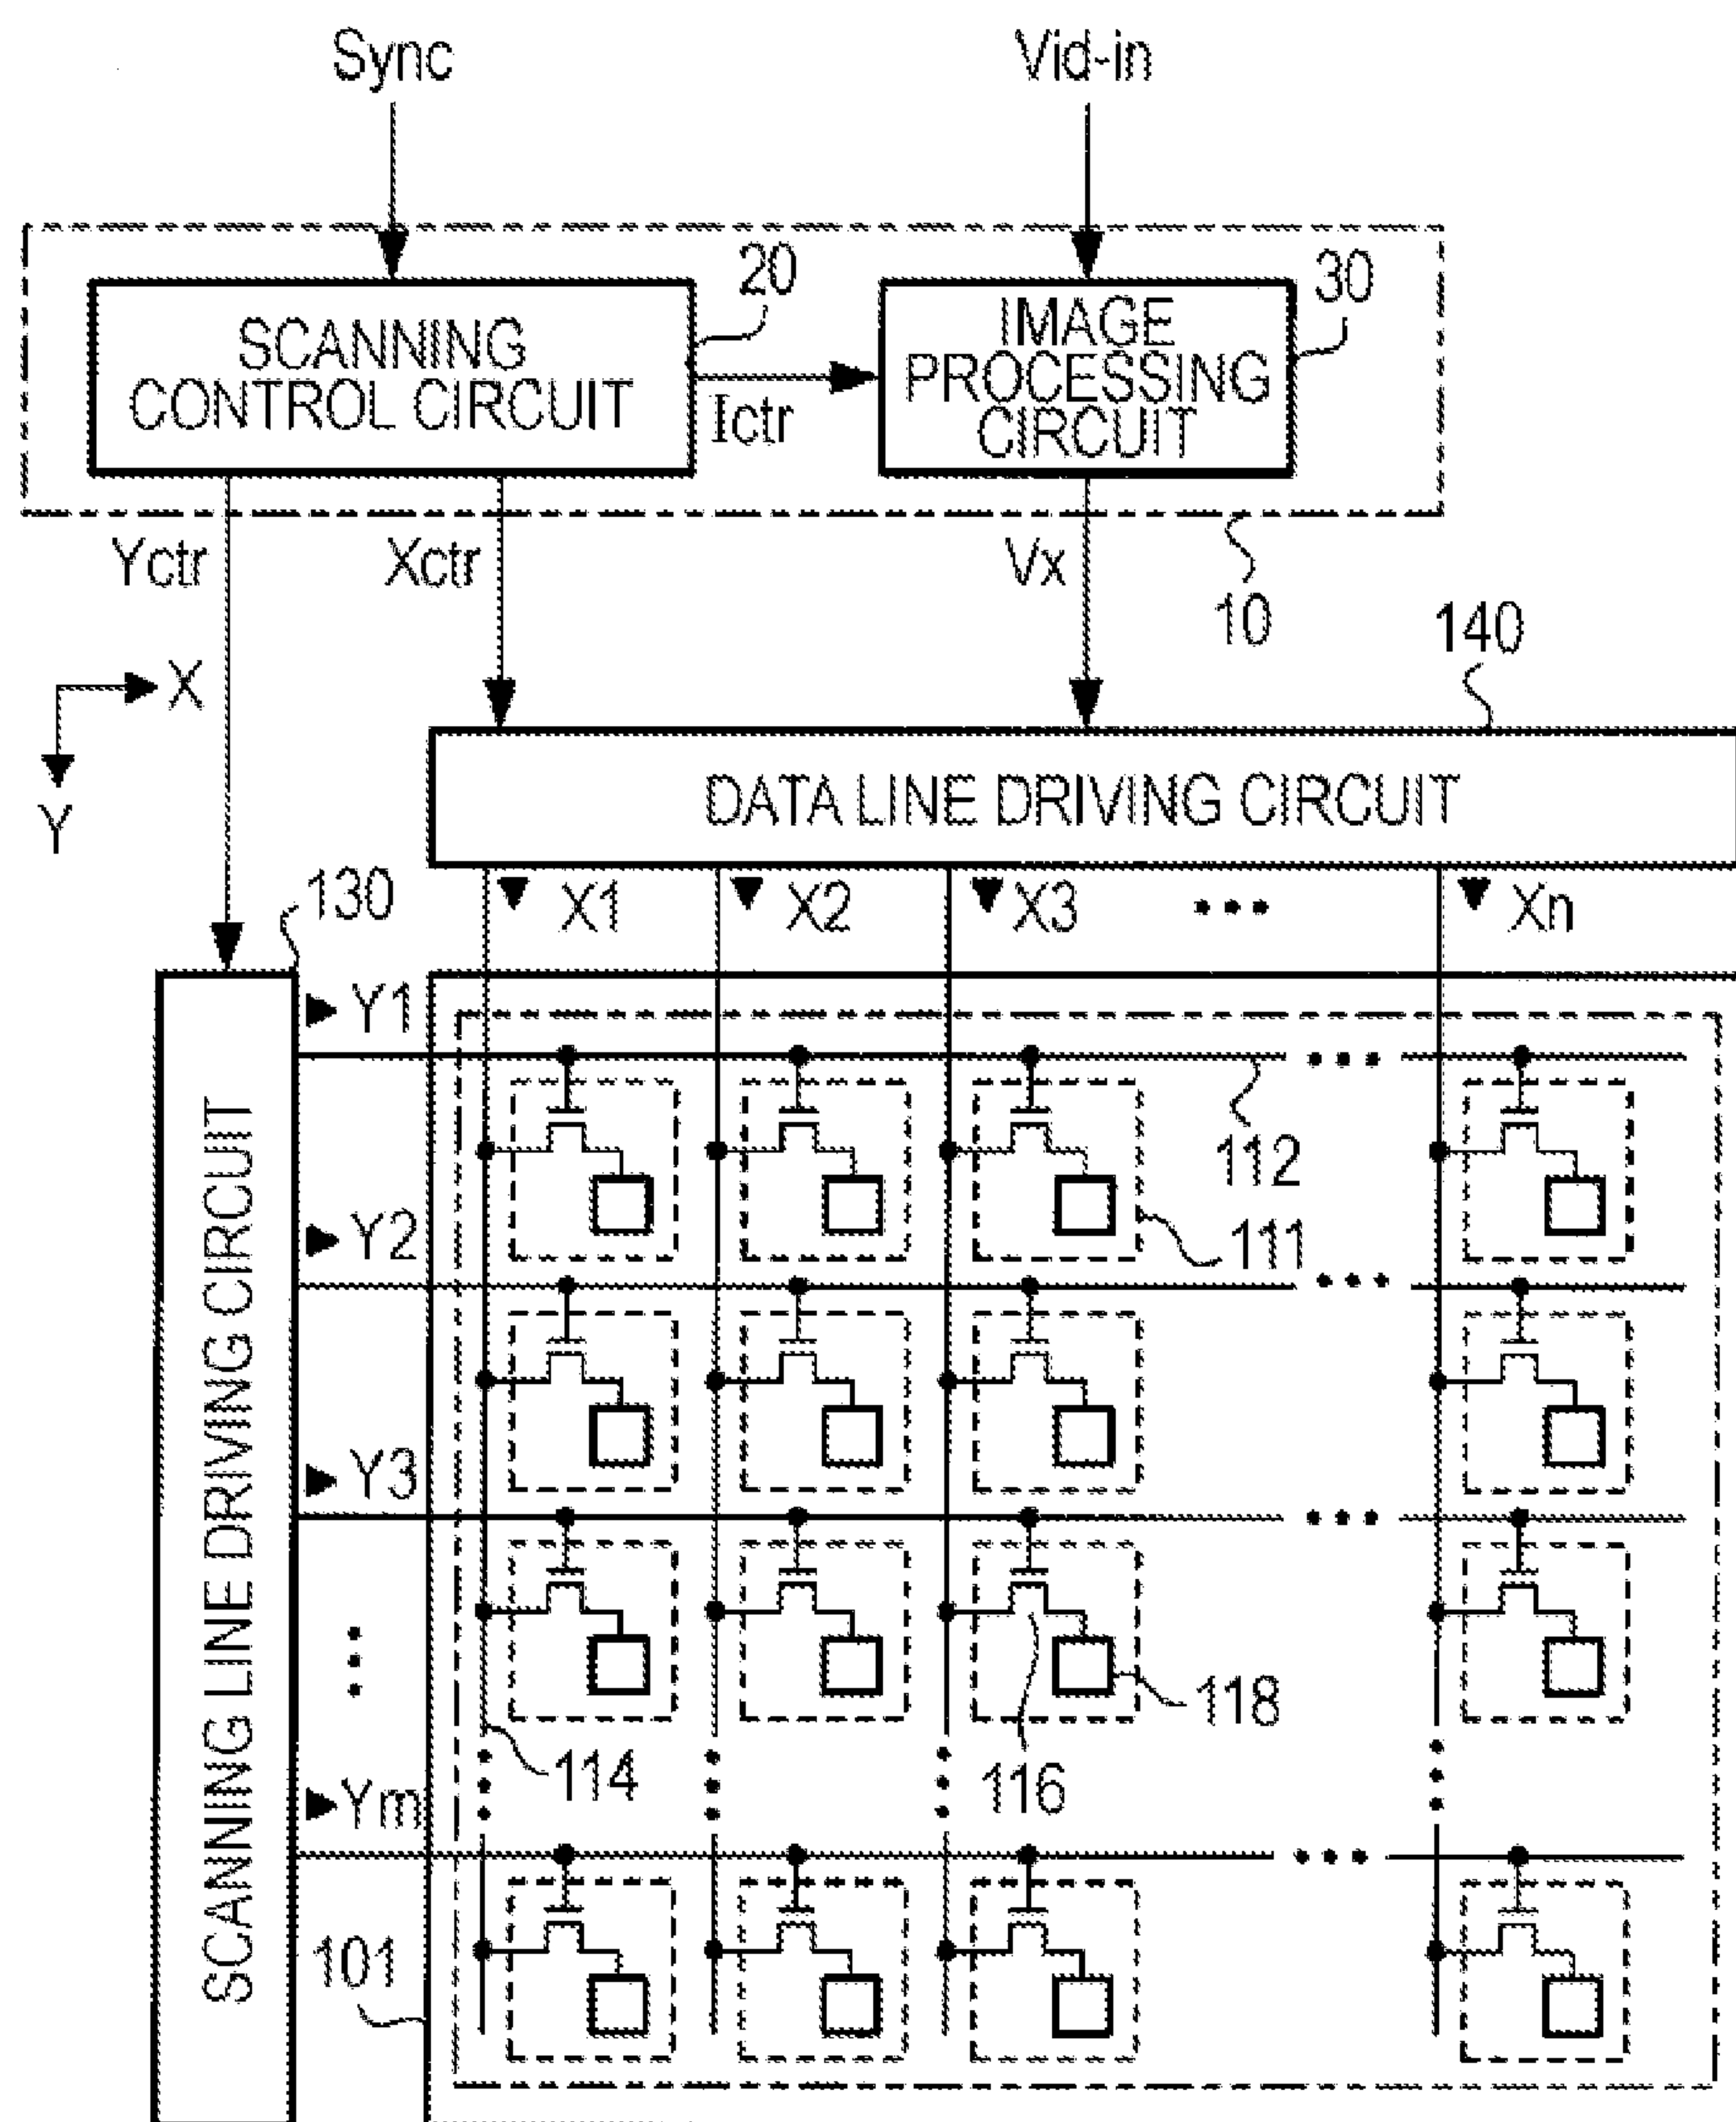 Sync
Vid-in
20
30
SCANNING
CONTROL CIRCUIT
IMAGE
PROCESSING
CIRCUIT
Ictr
Yctr
Xctr
Vx
10
140
X
Y
DATA LINE DRIVING CIRCUIT
130
X1
X2
X3
•••
Xn
Y1
112
111
Y2
Y3
SCANNING LINE DRIVING CIRCUIT
118
114
116
Ym
101